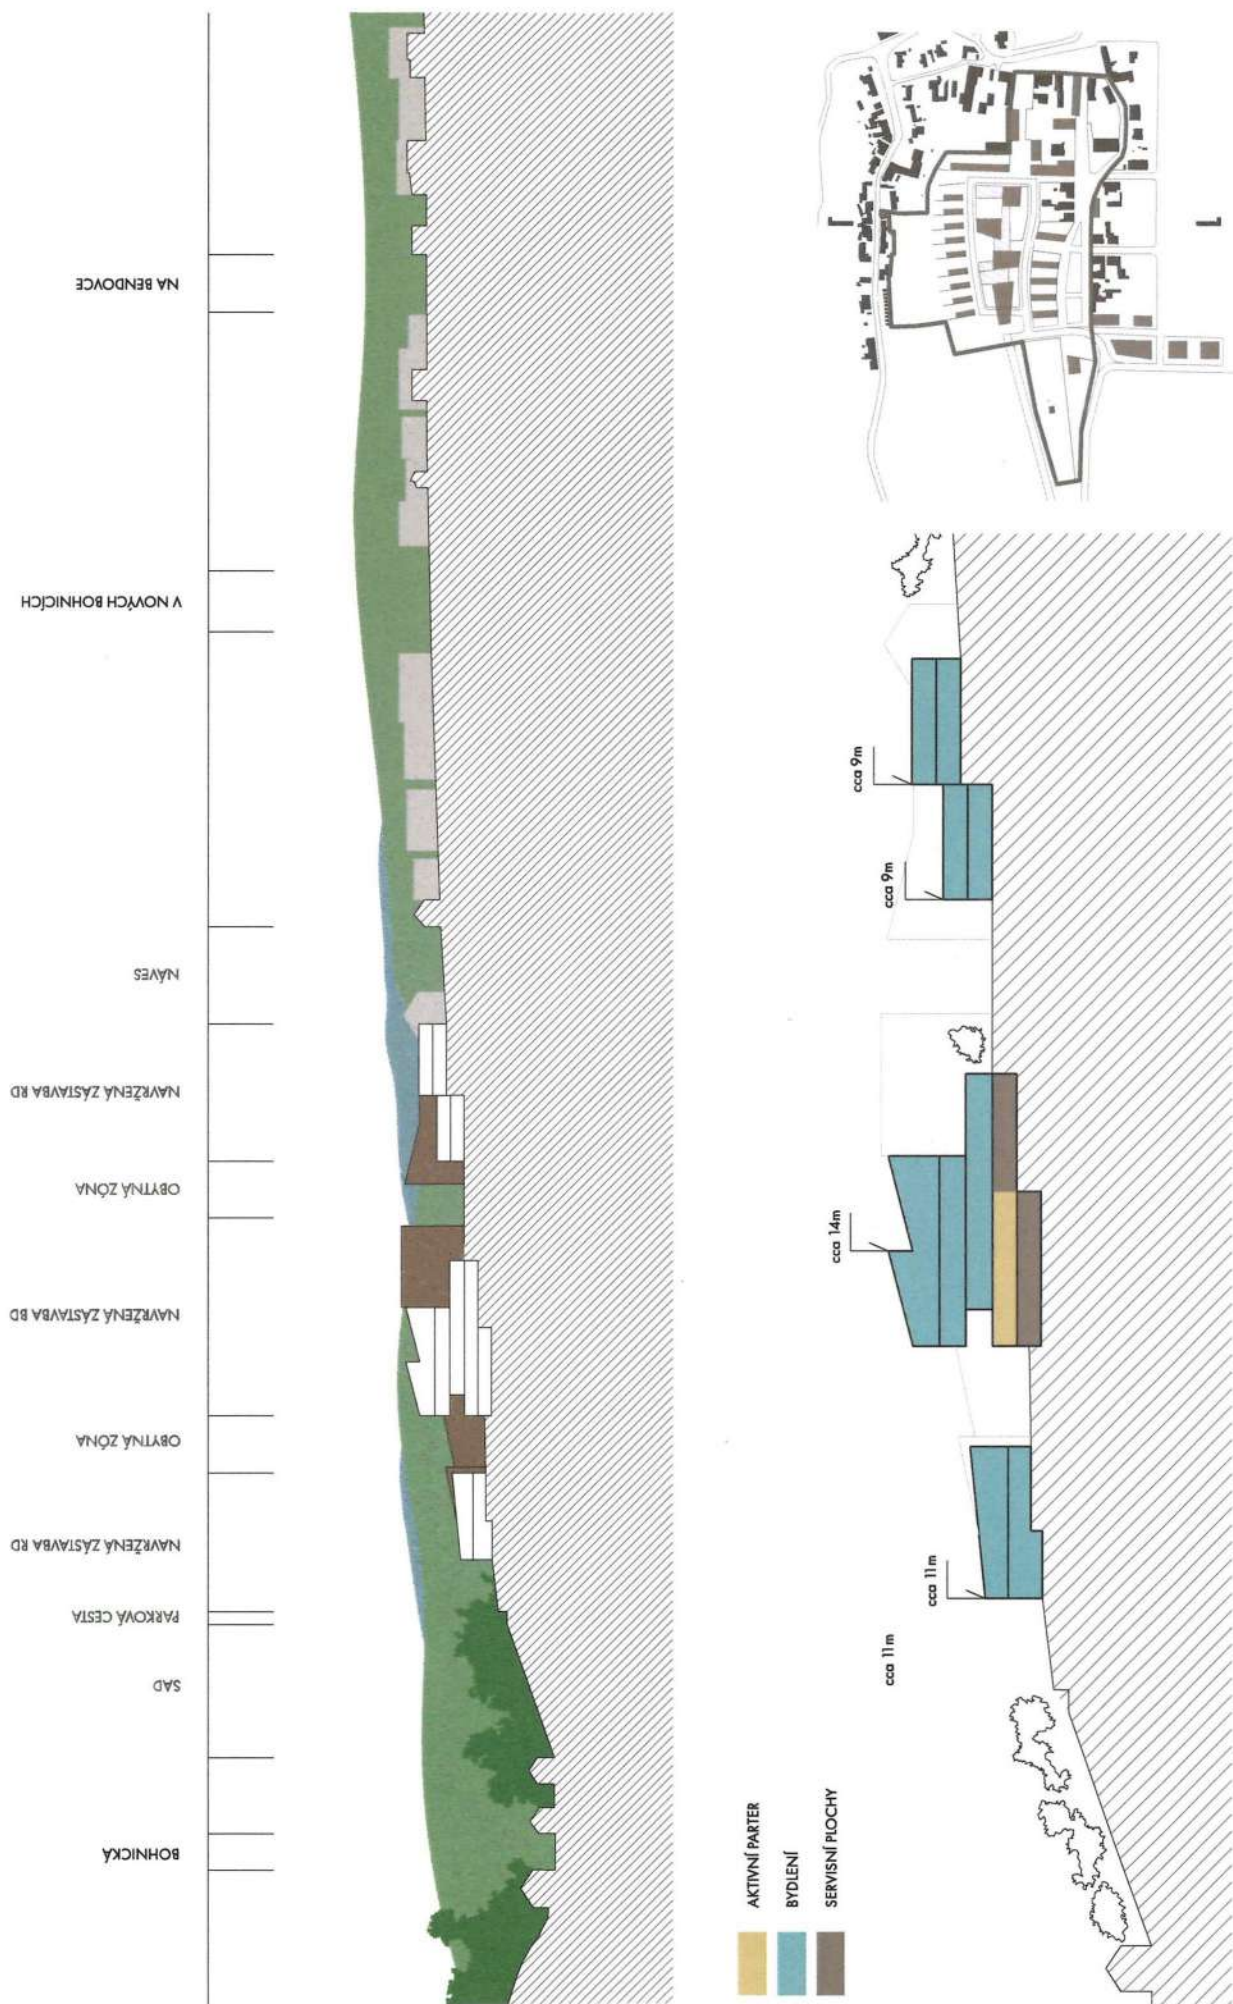 NA BENDOVCE
V NOVÝCH BOHNICÍCH
NÁVES
NAVRŽENÁ ZÁSTAVBA RD
OBYTNÁ ZÓNA
NAVRŽENÁ ZÁSTAVBA BD
OBYTNÁ ZÓNA
NAVRŽENÁ ZÁSTAVBA RD
PARKOVÁ CESTA
SAD
BOHNICKÁ
cca 9m
cca 9m
cca 14m
cca 11m
cca 11m
AKTIVNÍ PARTER
BYDLENÍ
SERVISNÍ PLOCHY